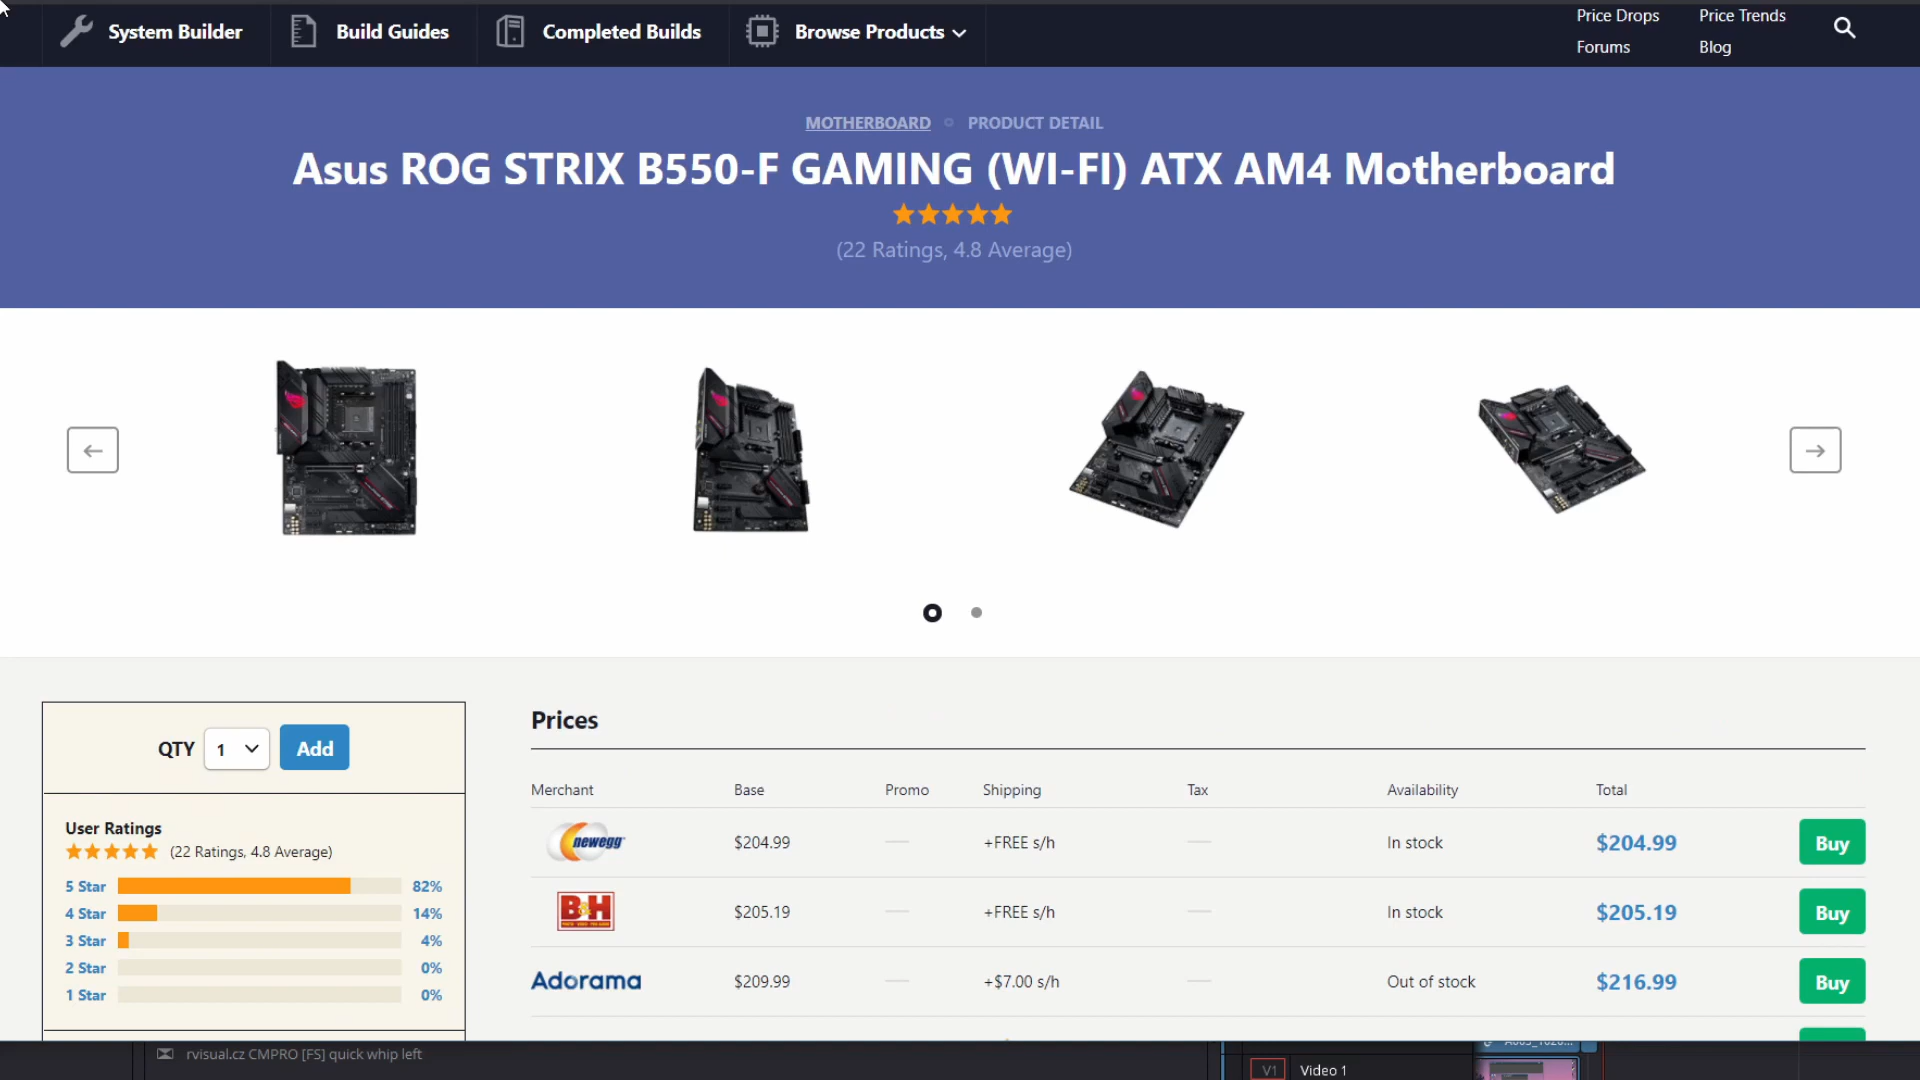 System Builder
Build Guides
Completed Builds
Browse Products
Price Drops
Price Trends
Forums
Blog
MOTHERBOARD
PRODUCT DETAIL
Asus ROG STRIX B550-F GAMING (WI-FI) ATX AM4 Motherboard
(22 Ratings, 4.8 Average)
QTY 1 Add
User Ratings
(22 Ratings, 4.8 Average)
5 Star 82%
4 Star 14%
3 Star 4%
2 Star 0%
1 Star 0%
Prices
Merchant Base Promo Shipping Tax Availability Total
newegg $204.99 — +FREE s/h — In stock $204.99 Buy
B&H $205.19 — +FREE s/h — In stock $205.19 Buy
Adorama $209.99 — +$7.00 s/h — Out of stock $216.99 Buy
rvisual.cz CMPRO [FS] quick whip left
V1 Video 1